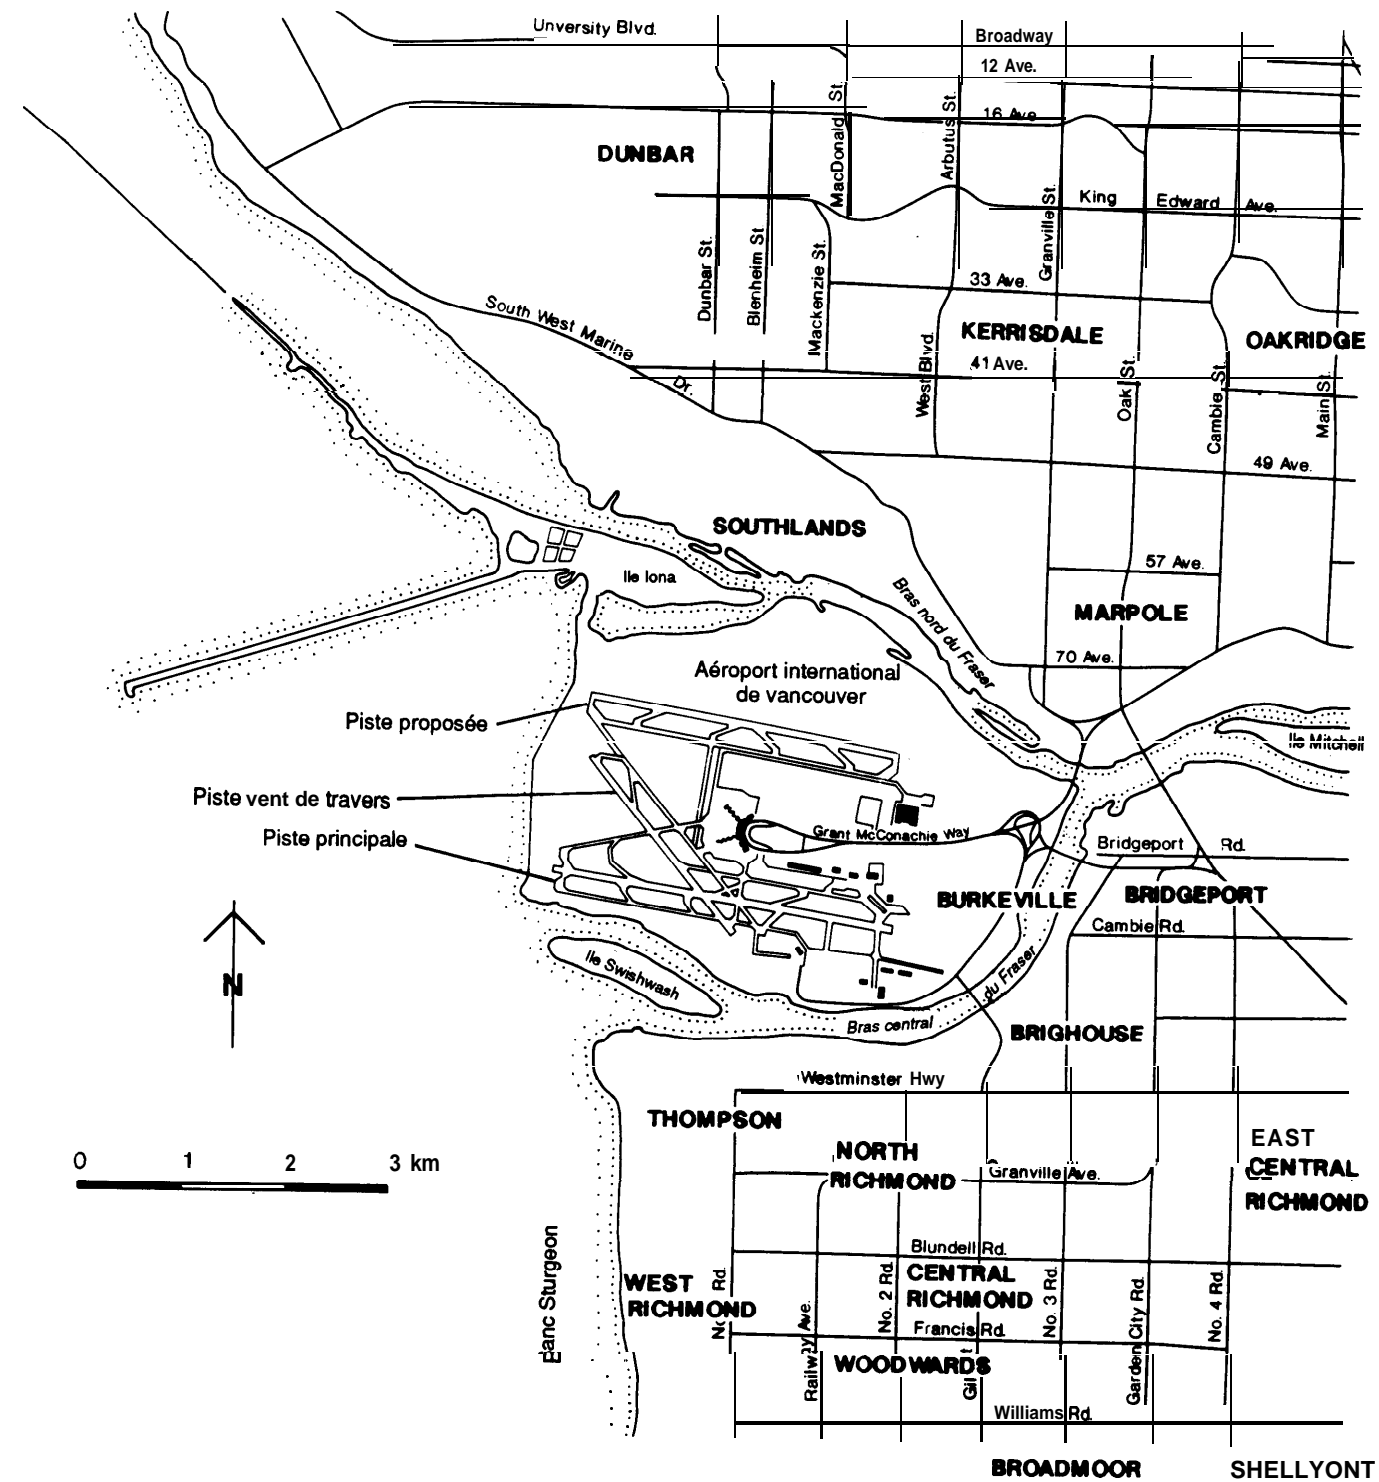 Unversity Blvd.
Broadway
12 Ave.
16 Ave
DUNBAR
MacDonald St.
Arbutus St.
Granville St.
King Edward Ave.
Dunbar St.
Blenheim St
Mackenzie St.
33 Ave.
South West Marine Dr.
KERRISDALE
OAKRIDGE
41 Ave.
West Blvd.
Oak St.
Cambie St.
Main St.
49 Ave.
SOUTHLANDS
57 Ave.
Ile Iona
Bras nord du Fraser
MARPOLE
70 Ave.
Aéroport international
de vancouver
Piste proposée
Ile Mitchell
Piste vent de travers
Piste principale
Grant McConachie Way
Bridgeport Rd.
BURKEVILLE
BRIDGEPORT
Cambie Rd.
N
Ile Swishwash
Bras central du Fraser
BRIGHOUSE
Westminster Hwy
THOMPSON
NORTH
RICHMOND
Granville Ave.
EAST
CENTRAL
RICHMOND
0 1 2 3 km
Blundell Rd.
Banc Sturgeon
WEST
RICHMOND
Rd.
No. 2 Rd.
CENTRAL
RICHMOND
No. 3 Rd.
Garden City Rd.
No. 4 Rd.
Francis Rd.
Railway Ave.
WOODWARDS
Williams Rd.
BROADMOOR
SHELLYONT